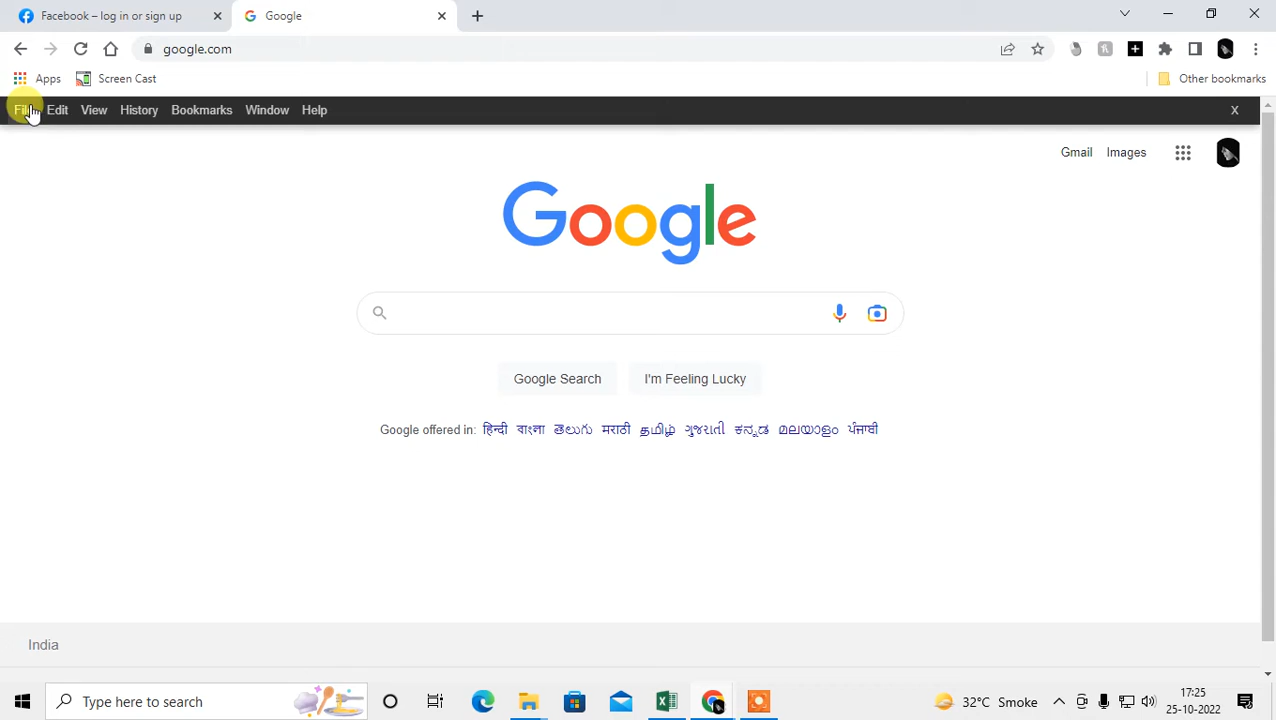 Facebook – log in or sign up
Google
google.com
Apps
Screen Cast
Other bookmarks
File Edit View History Bookmarks Window Help X
Gmail Images
Google
Google Search
I'm Feeling Lucky
Google offered in: हिन्दी বাংলা తెలుగు मराठी தமிழ் ગુજરાતી ಕನ್ನಡ മലയാളം ਪੰਜਾਬੀ
India
Type here to search
32°C Smoke
17:25
25-10-2022